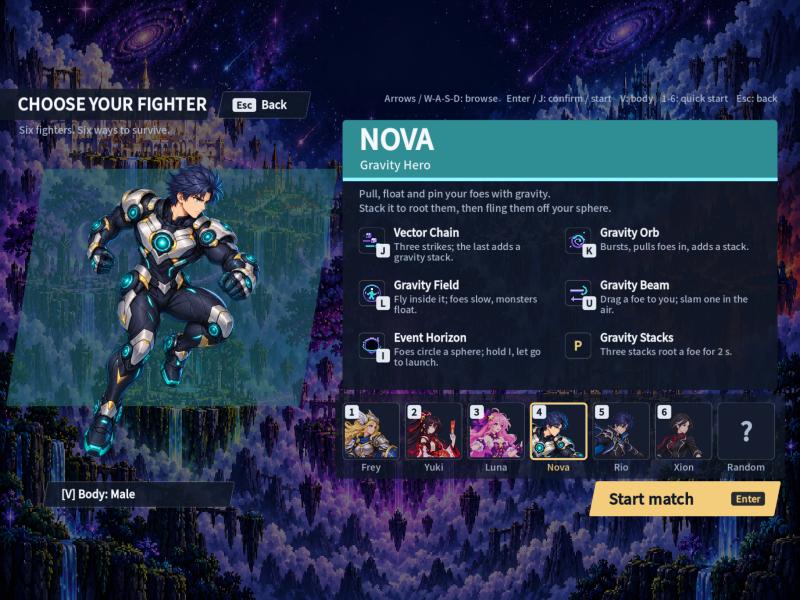 CHOOSE YOUR FIGHTER
Esc Back
Arrows / W-A-S-D: browse Enter / J: confirm / start V: body 1-6: quick start Esc: back
Six fighters. Six ways to survive.
NOVA
Gravity Hero
Pull, float and pin your foes with gravity.
Stack it to root them, then fling them off your sphere.
J
Vector Chain
Three strikes; the last adds a
gravity stack.
K
Gravity Orb
Bursts, pulls foes in, adds a stack.
L
Gravity Field
Fly inside it; foes slow, monsters
float.
U
Gravity Beam
Drag a foe to you; slam one in the
air.
I
Event Horizon
Foes circle a sphere; hold I, let go
to launch.
P
Gravity Stacks
Three stacks root a foe for 2 s.
1 2 3 4 5 6 ?
Frey Yuki Luna Nova Rio Xion Random
[V] Body: Male
Start match Enter